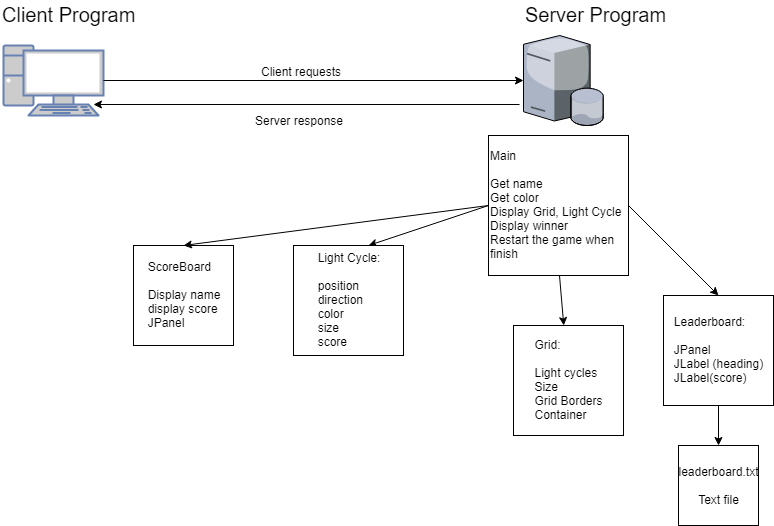 Client Program
Server Program
Client requests
Server response
Main
Get name
Get color
Display Grid, Light Cycle
Display winner
Restart the game when
finish
ScoreBoard
Display name
display score
JPanel
Light Cycle:
position
direction
color
size
score
Grid:
Light cycles
Size
Grid Borders
Container
Leaderboard:
JPanel
JLabel (heading)
JLabel(score)
leaderboard.txt
Text file